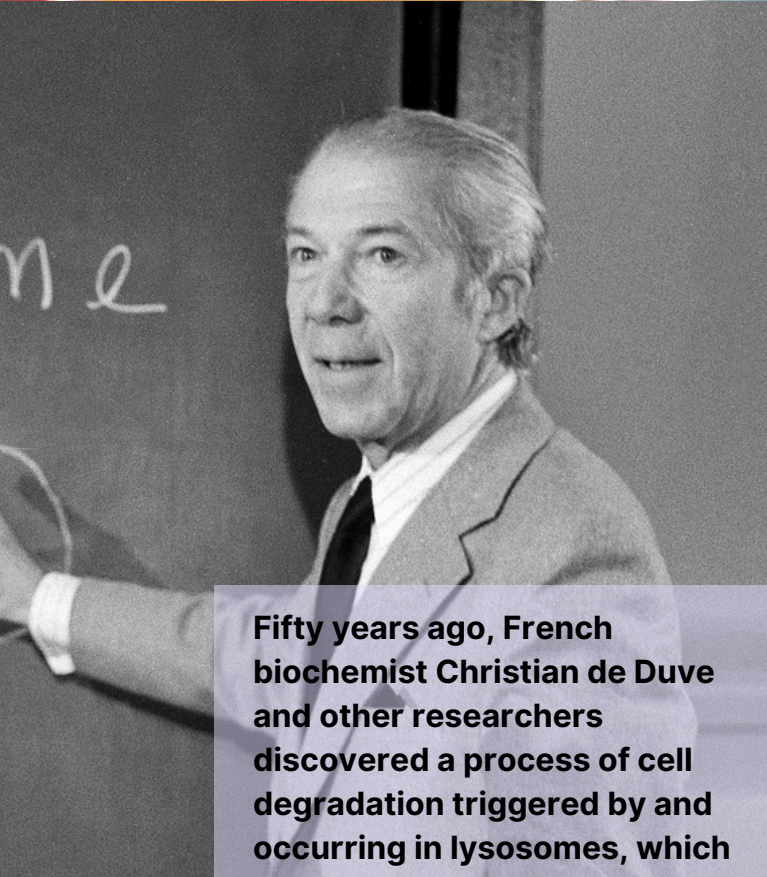 me
Fifty years ago, French
biochemist Christian de Duve
and other researchers
discovered a process of cell
degradation triggered by and
occurring in lysosomes, which